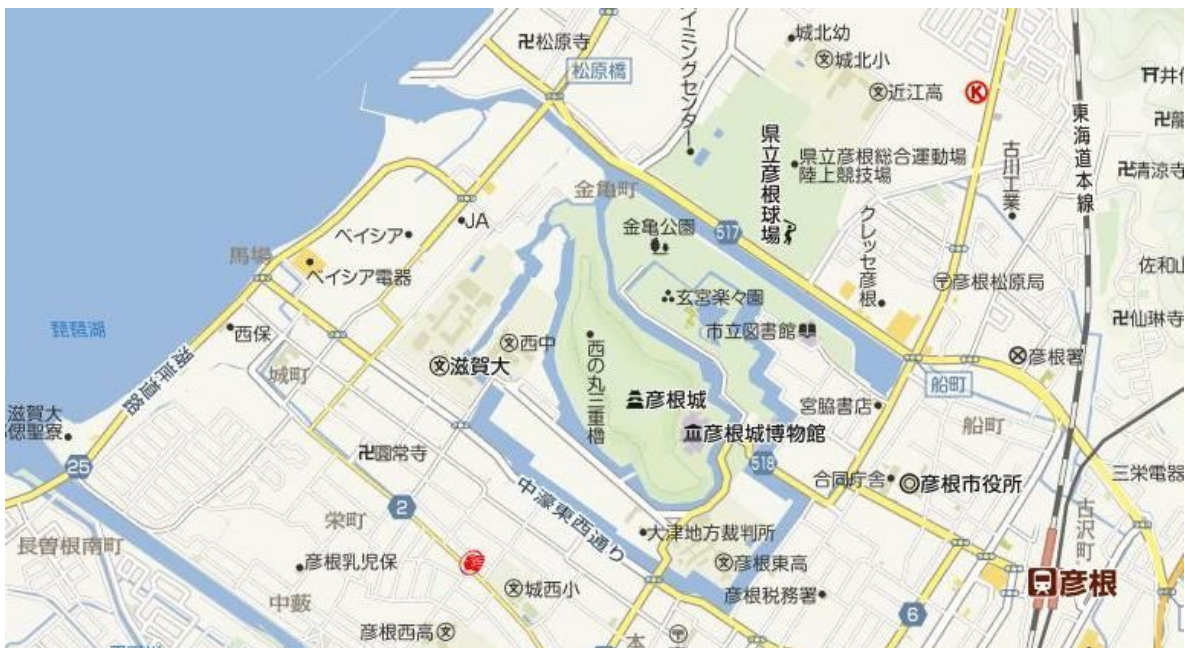 城北幼
城北小
卍松原寺
松原橋
イミングセンター
近江高
K
井
東海道本線
卍龍
県立彦根総合運動場
陸上競技場
県立彦根球場
古川工業
卍清凉寺
金亀町
JA
金亀公園
517
クレッセ彦根
ベイシア
馬場
ベイシア電器
佐和山
〒彦根松原局
玄宮楽々園
市立図書館
卍仙琳寺
琵琶湖
西保
西中
西の丸三重櫓
彦根署
湖岸道路
城町
滋賀大
船町
彦根城
宮脇書店
滋賀大
偲聖寮
船町
彦根城博物館
卍圓常寺
25
518
合同庁舎
彦根市役所
三栄電器
2
中濠東西通り
栄町
古沢町
長曽根南町
大津地方裁判所
彦根乳児保
彦根東高
彦根
城西小
彦根税務署
中藪
6
彦根西高
本
〒